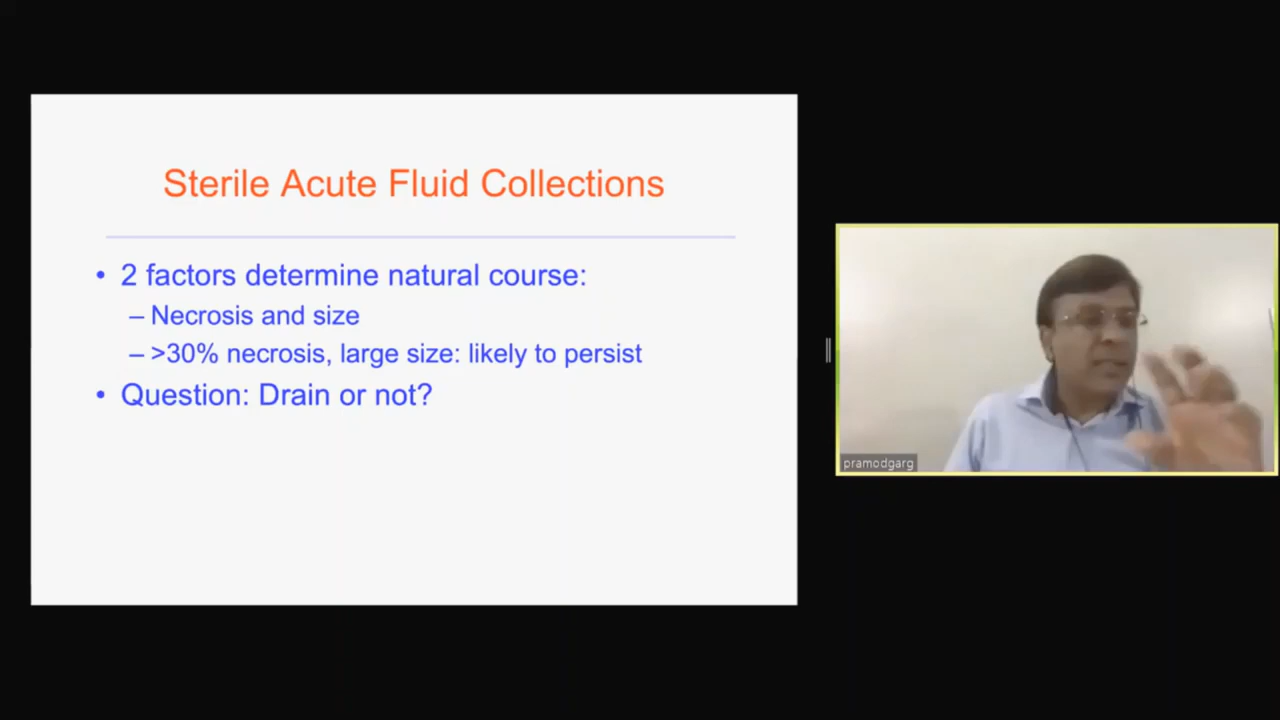 Sterile Acute Fluid Collections
• 2 factors determine natural course:
– Necrosis and size
– >30% necrosis, large size: likely to persist
• Question: Drain or not?
pramodgarg